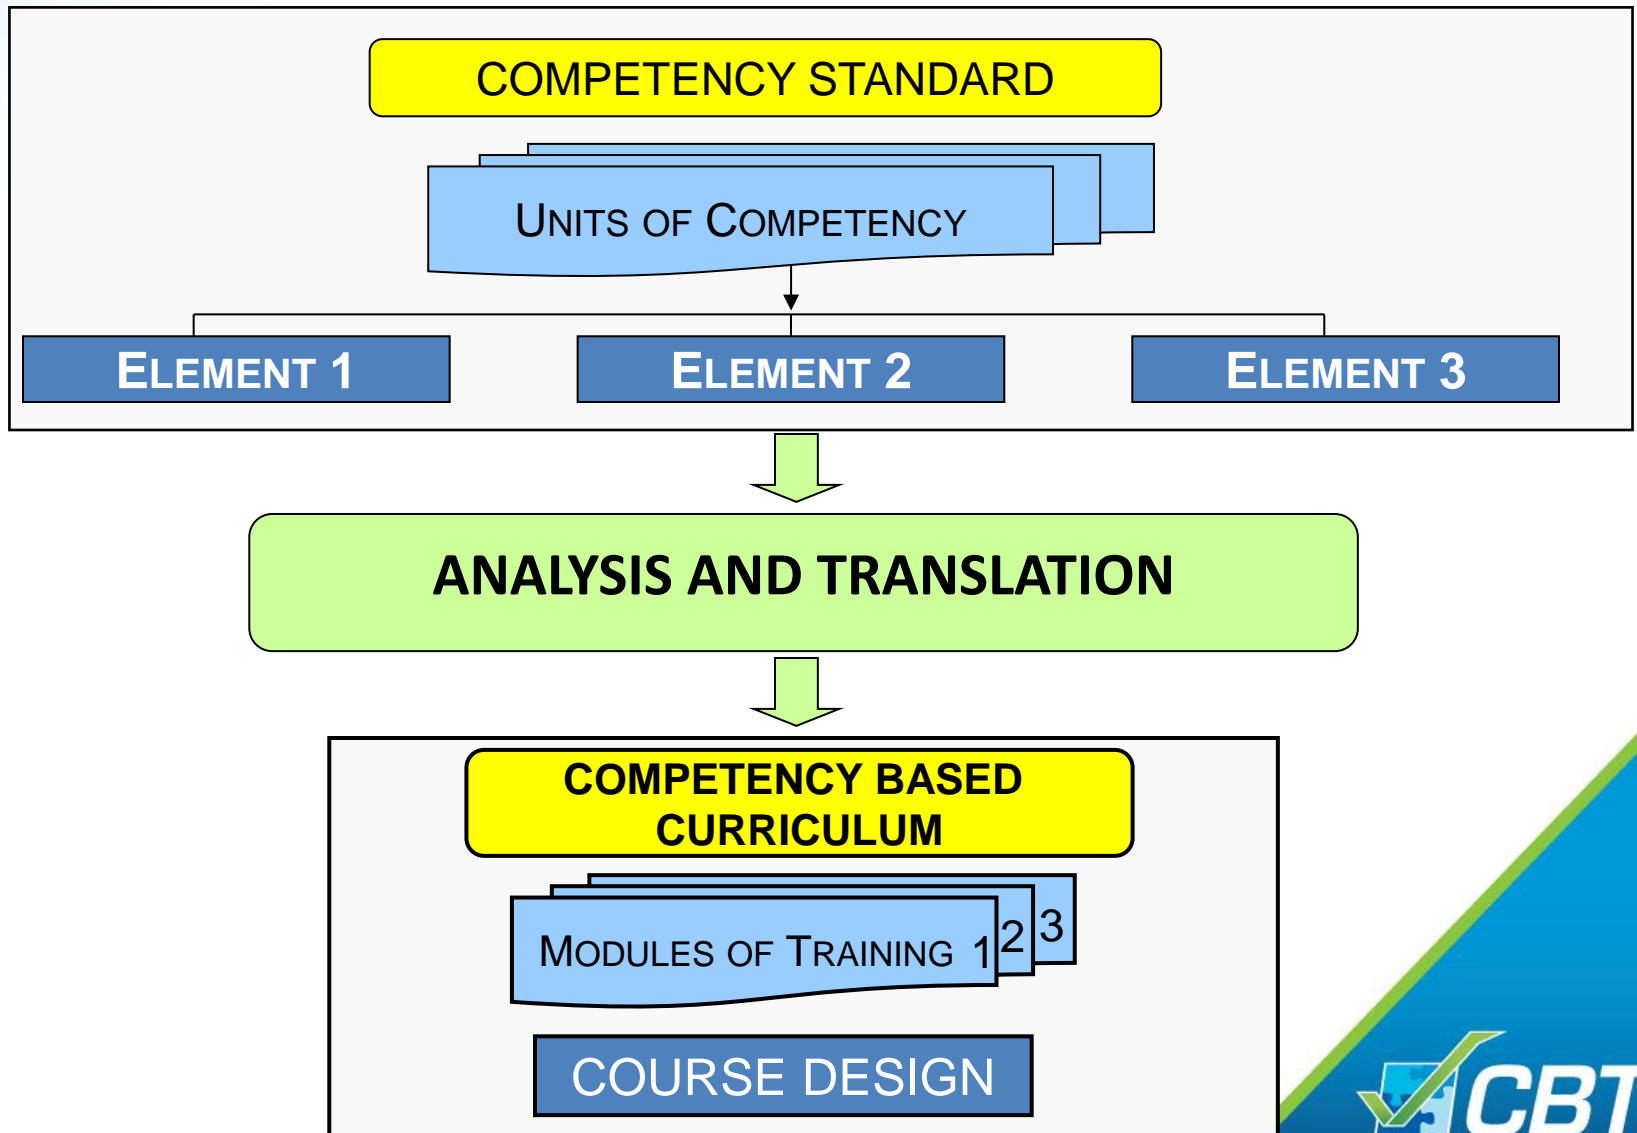 COMPETENCY STANDARD
UNITS OF COMPETENCY
ELEMENT 1
ELEMENT 2
ELEMENT 3
ANALYSIS AND TRANSLATION
COMPETENCY BASED
CURRICULUM
MODULES OF TRAINING 1
2
3
COURSE DESIGN
CBT